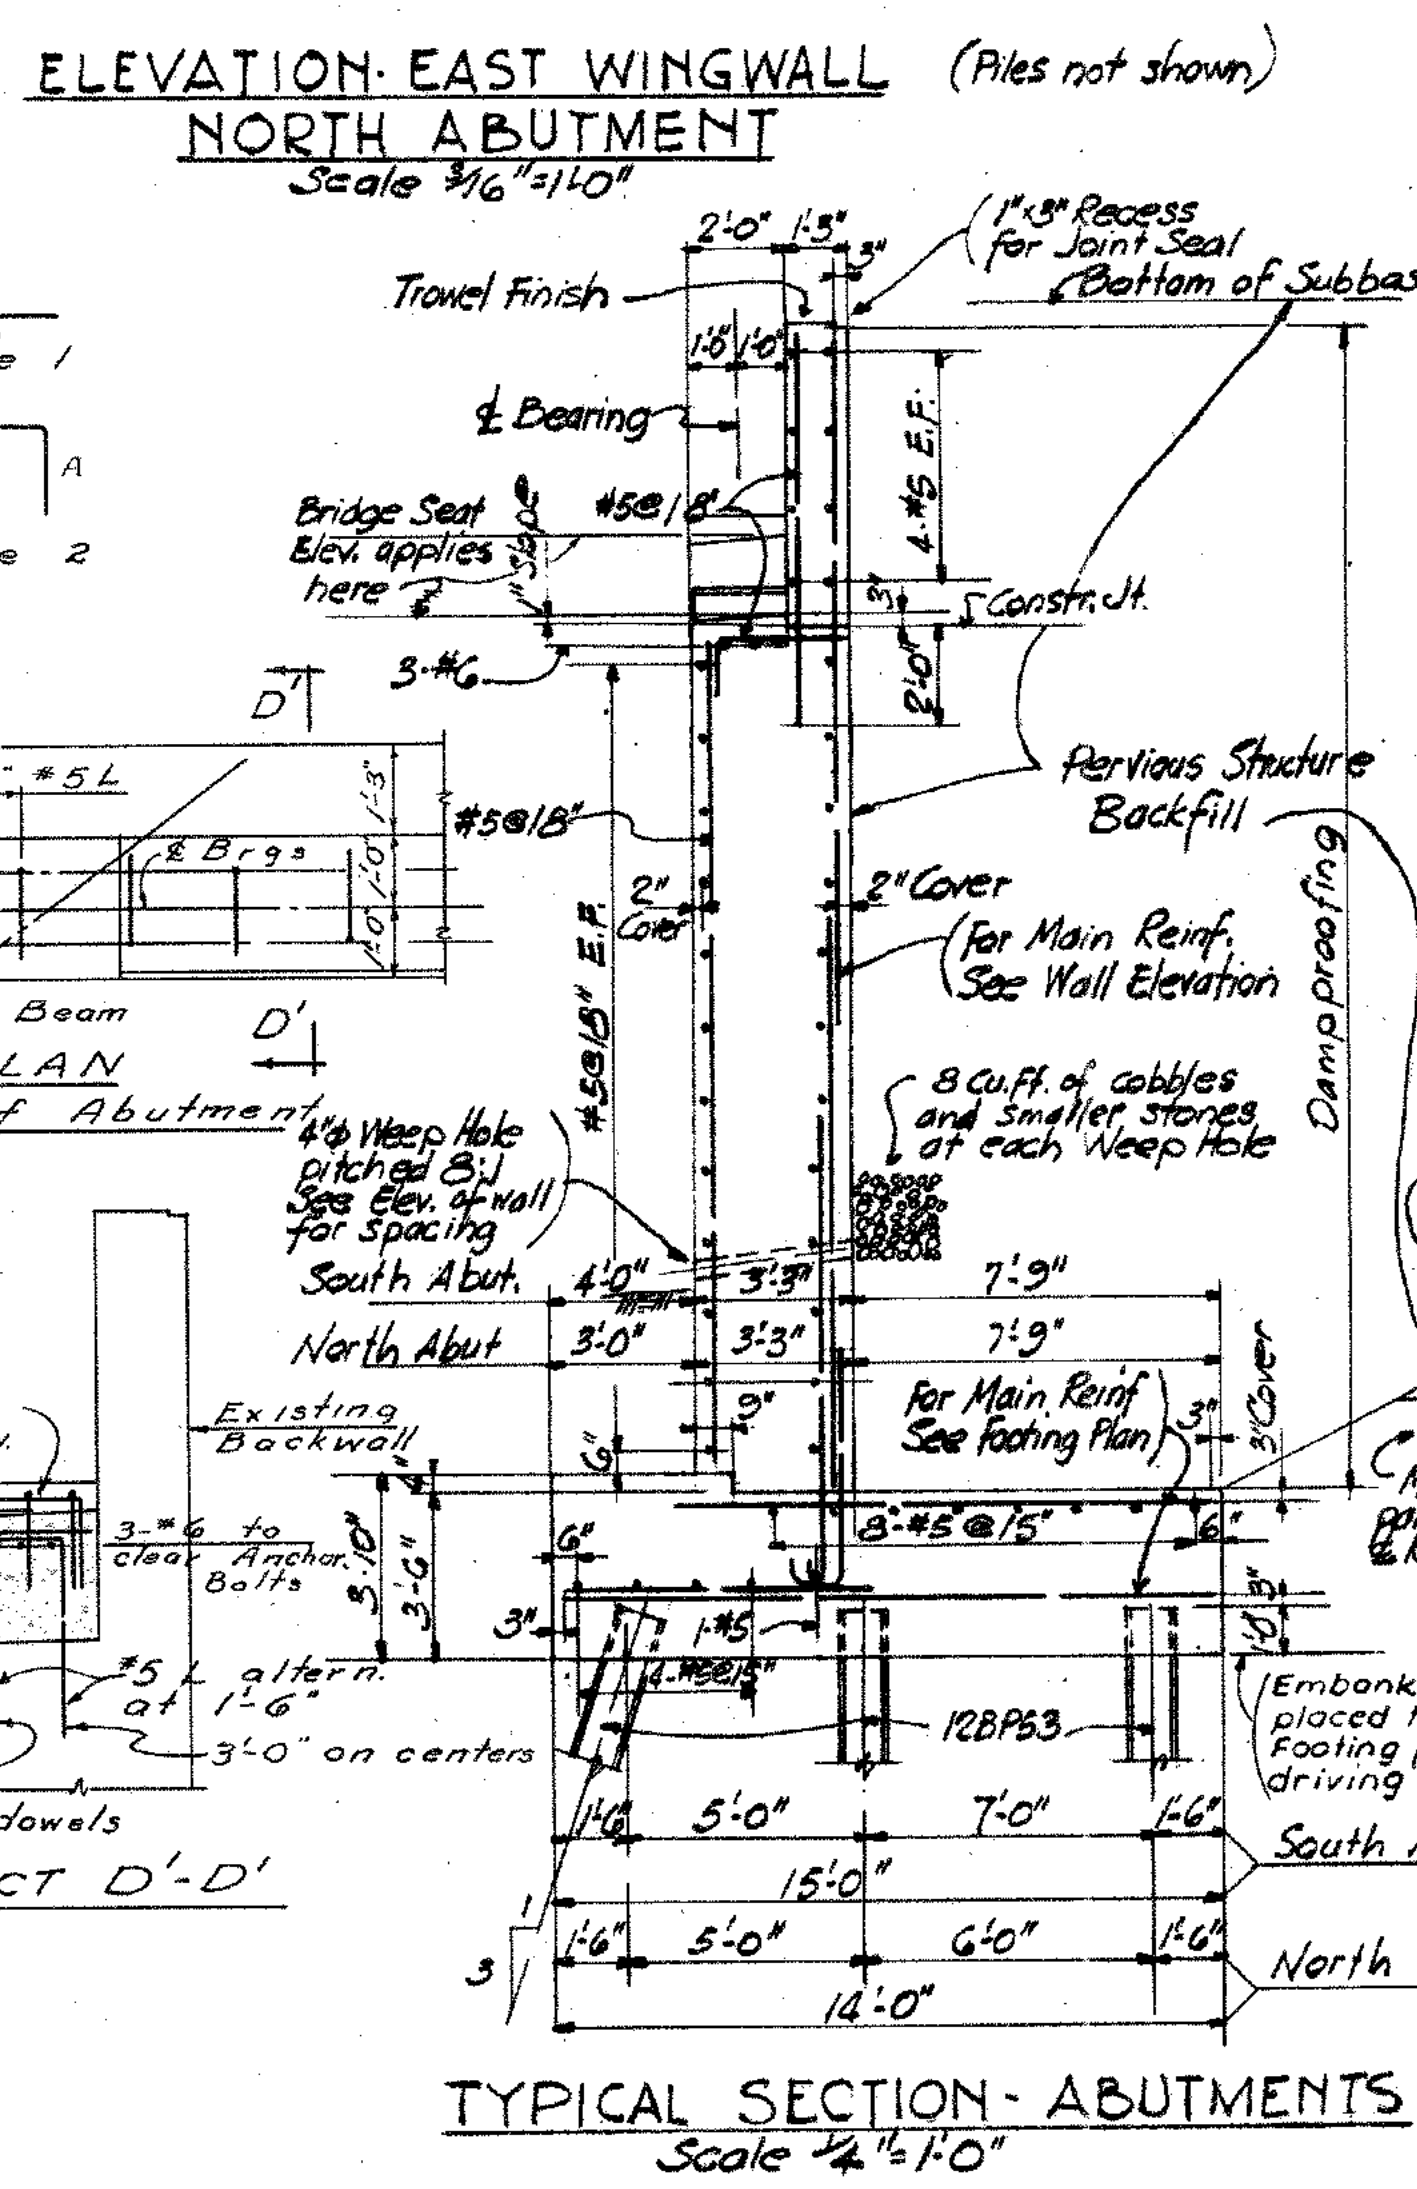 ELEVATION- EAST WINGWALL (Piles not shown)
NORTH ABUTMENT
Scale 3/16"=1'-0"
2'-0" 1'-3"
3"
1"x3" Recess
for Joint Seal
Bottom of Subbas
Trowel Finish
1'-0" 1'-0"
e 1
℄ Bearing
A
4-#5 E.F.
Bridge Seat
Elev. applies
here
#5@18"
Slope
e 2
3"
Constr. Jt.
3-#6
2'-0"
D'
" #5 L
1'-3"
Pervious Structure
Backfill
#5@18"
℄ Brgs
1'-0"
1'-0"
2"
Cover
2" Cover
For Main Reinf.
See Wall Elevation
#5@18" E.F.
Dampproofing
Beam
D'
LAN
f Abutment
8 Cu.Ft. of cobbles
and smaller stones
at each Weep Hole
4"ϕ Weep Hole
pitched 8:1
See Elev. of wall
for spacing
South Abut. 4'-0" 3'-3" 7'-9"
North Abut 3'-0" 3'-3" 7'-9"
For Main Reinf
See Footing Plan
3"
3" Cover
Existing
Backwall
9"
6"
4"
3'-10"
3'-6"
8-#5@15" 6"
6"
3-#6 to
clear Anchor.
Bolts
3"
1-#5
3"
1'-0"
4-#5@15"
#5 L altern.
at 1'-6"
3'-0" on centers
12BP53
Embank
placed
Footing
driving
dowels
1'-6" 5'-0" 7'-0" 1'-6"
South
15'-0"
CT D'-D'
1
3
1'-6" 5'-0" 6'-0" 1'-6"
North
14'-0"
TYPICAL SECTION- ABUTMENTS
Scale 1/4"=1'-0"